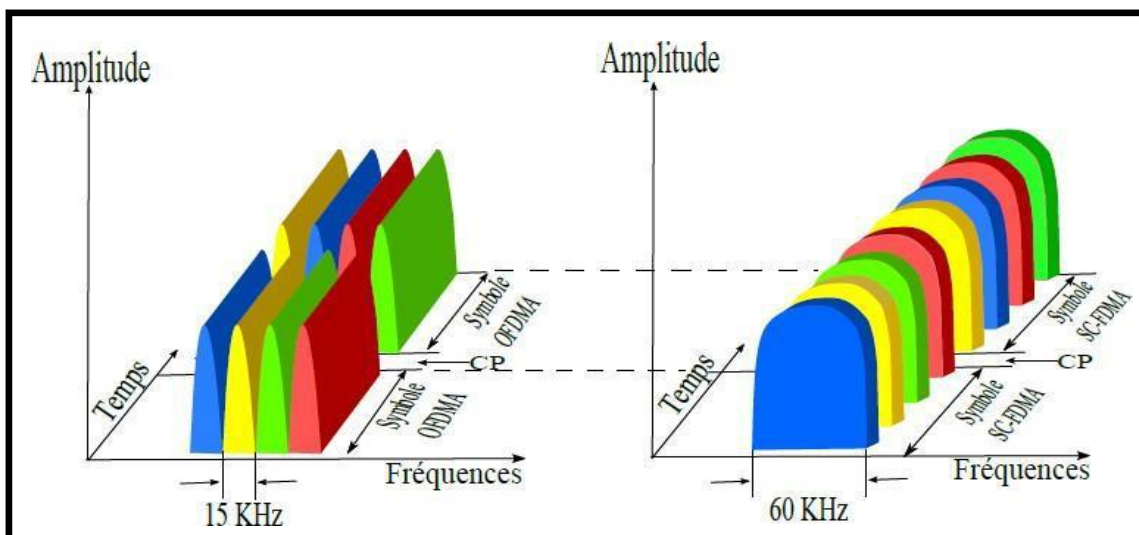 Amplitude
Temps
Symbole
OFDMA
CP
Symbole
OFDMA
Fréquences
15 KHz
Amplitude
Temps
Symbole
SC-FDMA
CP
Symbole
SC-FDMA
Fréquences
60 KHz